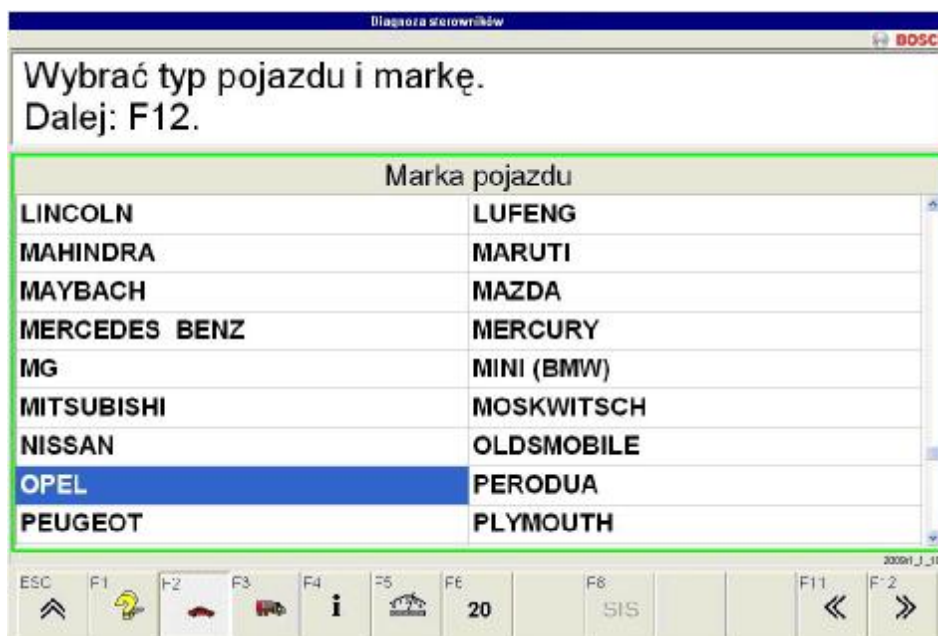 Diagnoza sterowników
BOSC
Wybrać typ pojazdu i markę.
Dalej: F12.
Marka pojazdu
LINCOLN LUFENG
MAHINDRA MARUTI
MAYBACH MAZDA
MERCEDES BENZ MERCURY
MG MINI (BMW)
MITSUBISHI MOSKWITSCH
NISSAN OLDSMOBILE
OPEL PERODUA
PEUGEOT PLYMOUTH
ESC F1 F2 F3 F4 F5 F6 F8 F11 F12
i 20 SIS